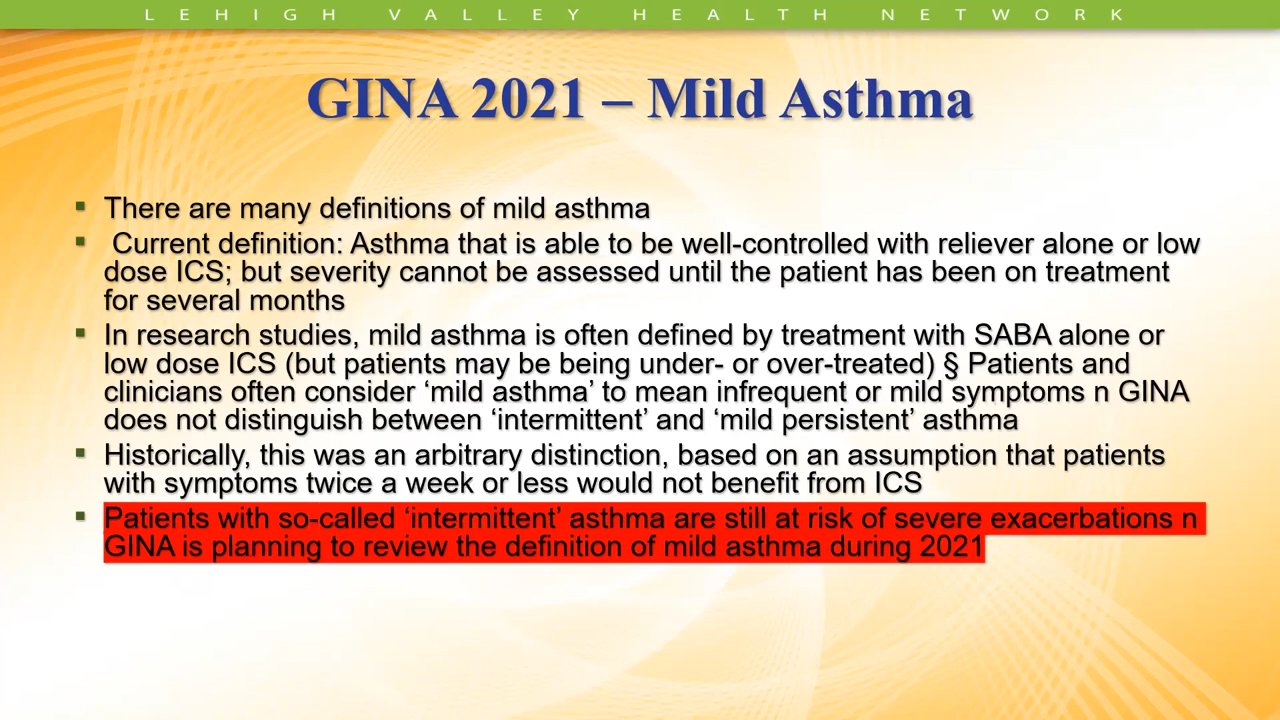 LEHIGH VALLEY HEALTH NETWORK
GINA 2021 – Mild Asthma
▪ There are many definitions of mild asthma
▪ Current definition: Asthma that is able to be well-controlled with reliever alone or low
dose ICS; but severity cannot be assessed until the patient has been on treatment
for several months
▪ In research studies, mild asthma is often defined by treatment with SABA alone or
low dose ICS (but patients may be being under- or over-treated) § Patients and
clinicians often consider ‘mild asthma’ to mean infrequent or mild symptoms n GINA
does not distinguish between ‘intermittent’ and ‘mild persistent’ asthma
▪ Historically, this was an arbitrary distinction, based on an assumption that patients
with symptoms twice a week or less would not benefit from ICS
▪ Patients with so-called ‘intermittent’ asthma are still at risk of severe exacerbations n
GINA is planning to review the definition of mild asthma during 2021